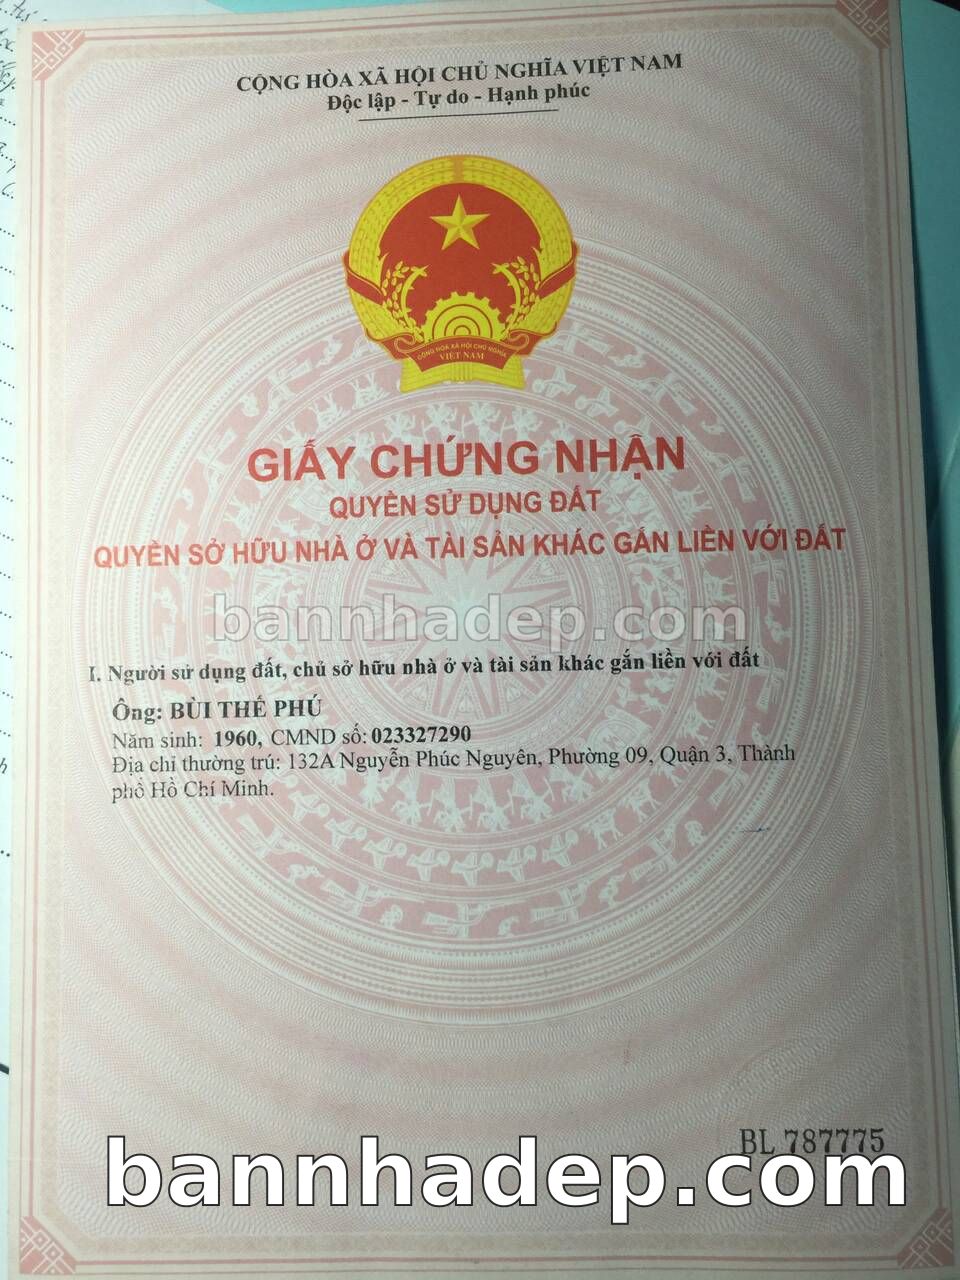 CỘNG HÒA XÃ HỘI CHỦ NGHĨA VIỆT NAM
Độc lập - Tự do - Hạnh phúc
CỘNG HÒA XÃ HỘI CHỦ NGHĨA
VIỆT NAM
GIẤY CHỨNG NHẬN
QUYỀN SỬ DỤNG ĐẤT
QUYỀN SỞ HỮU NHÀ Ở VÀ TÀI SẢN KHÁC GẮN LIỀN VỚI ĐẤT
bannhadep.com
I. Người sử dụng đất, chủ sở hữu nhà ở và tài sản khác gắn liền với đất
Ông: BÙI THẾ PHÚ
Năm sinh: 1960, CMND số: 023327290
Địa chỉ thường trú: 132A Nguyễn Phúc Nguyên, Phường 09, Quận 3, Thành
phố Hồ Chí Minh.
BL 787775
bannhadep.com